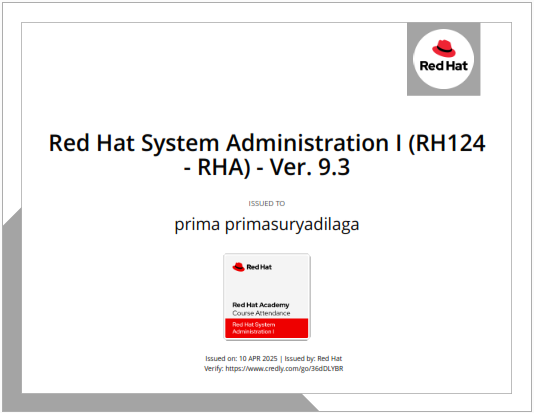 Red Hat
Red Hat System Administration I (RH124
- RHA) - Ver. 9.3
ISSUED TO
prima primasuryadilaga
Red Hat
Red Hat Academy
Course Attendance
Red Hat System
Administration I
Issued on: 10 APR 2025 | Issued by: Red Hat
Verify: https://www.credly.com/go/36dDLYBR